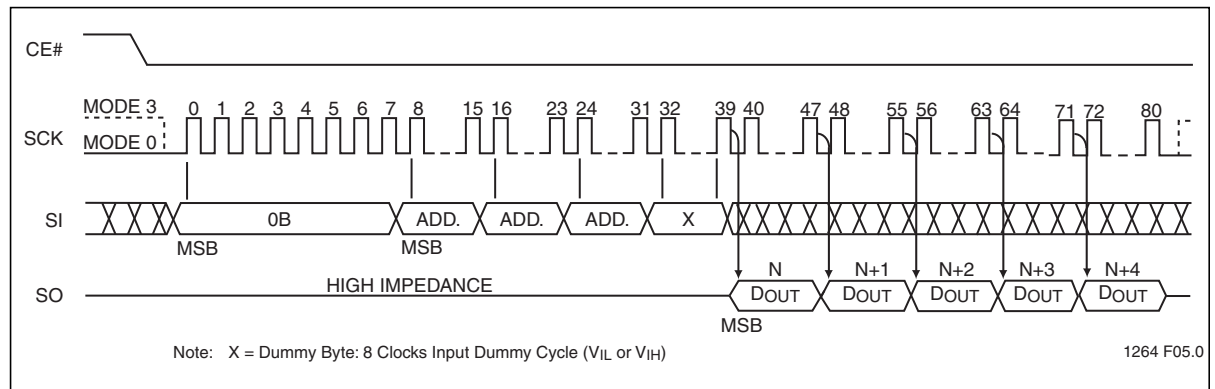 CE#
MODE 3
0 1 2 3 4 5 6 7 8 15 16 23 24 31 32 39 40 47 48 55 56 63 64 71 72 80
SCK
MODE 0
SI
0B
ADD.
ADD.
ADD.
X
MSB
MSB
N
N+1
N+2
N+3
N+4
SO
HIGH IMPEDANCE
DOUT
DOUT
DOUT
DOUT
DOUT
MSB
Note: X = Dummy Byte: 8 Clocks Input Dummy Cycle (VIL or VIH)
1264 F05.0